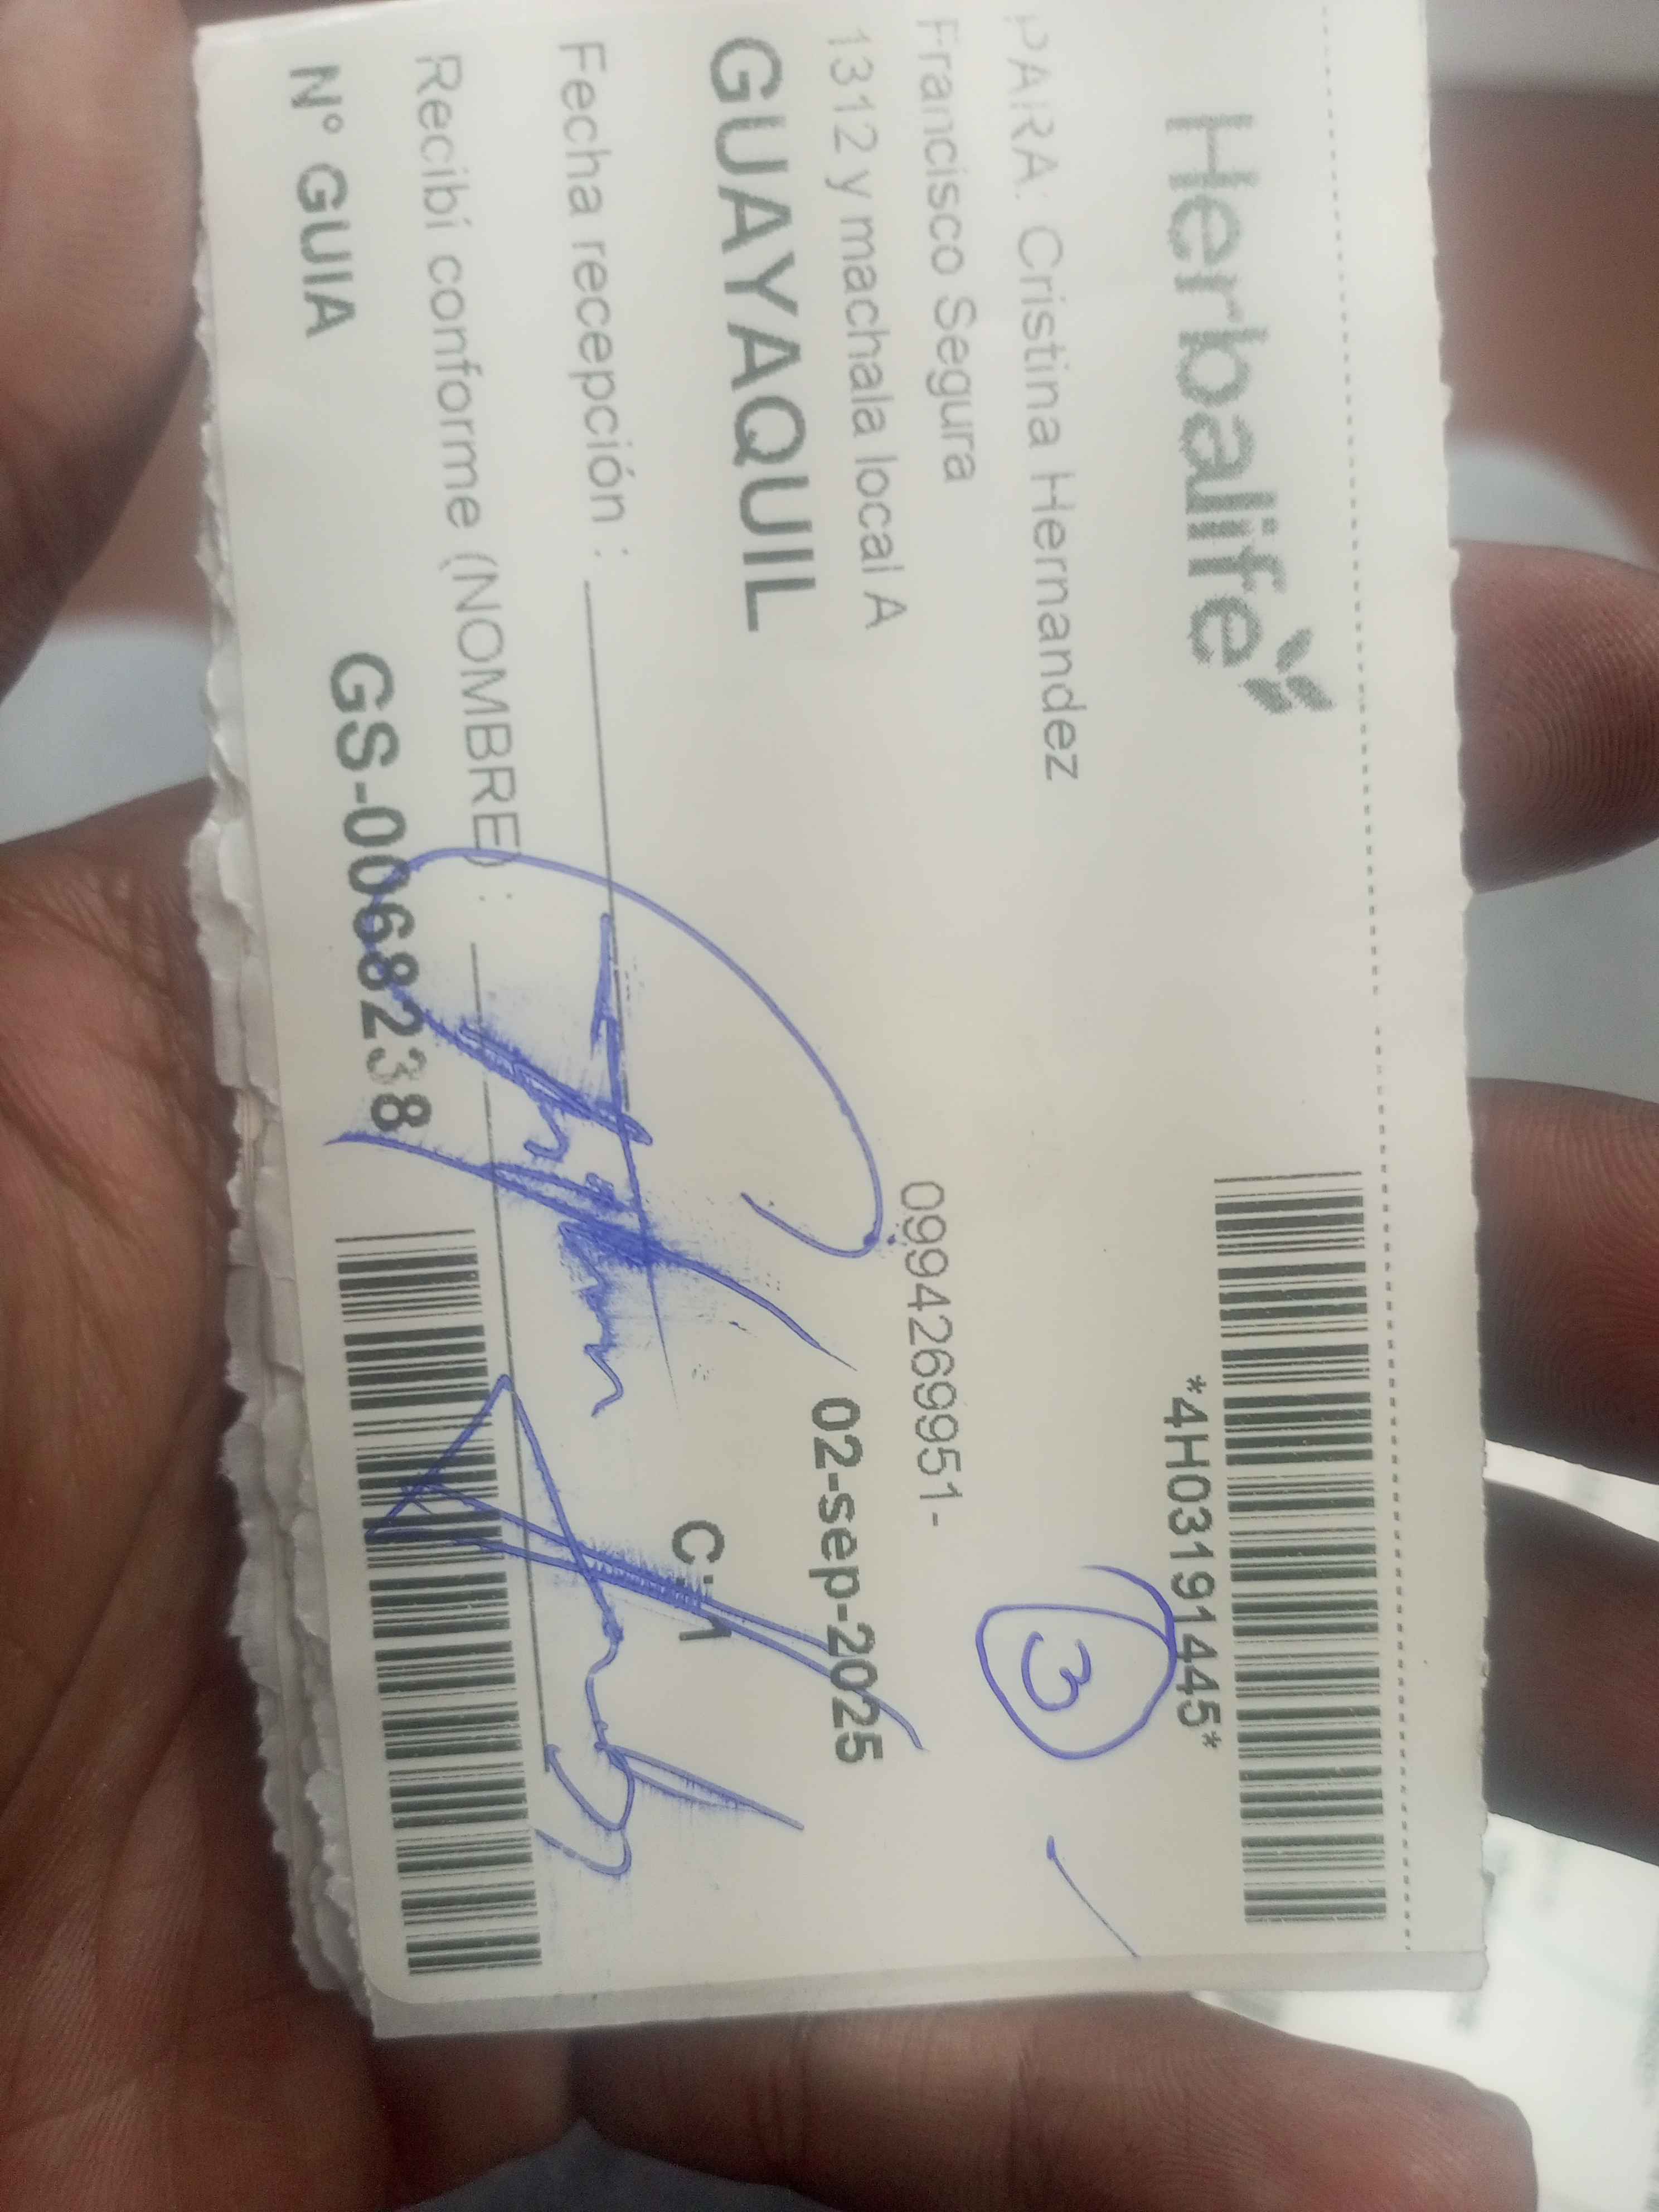 Herbalife
*4H03191445*
PARA: Cristina Hernandez
3
Francisco Segura
0994269951-
1312 y machala local A
GUAYAQUIL
02-sep-2025
Fecha recepción :
C:1
Recibí conforme (NOMBRE) :
N° GUIA
GS-0068238